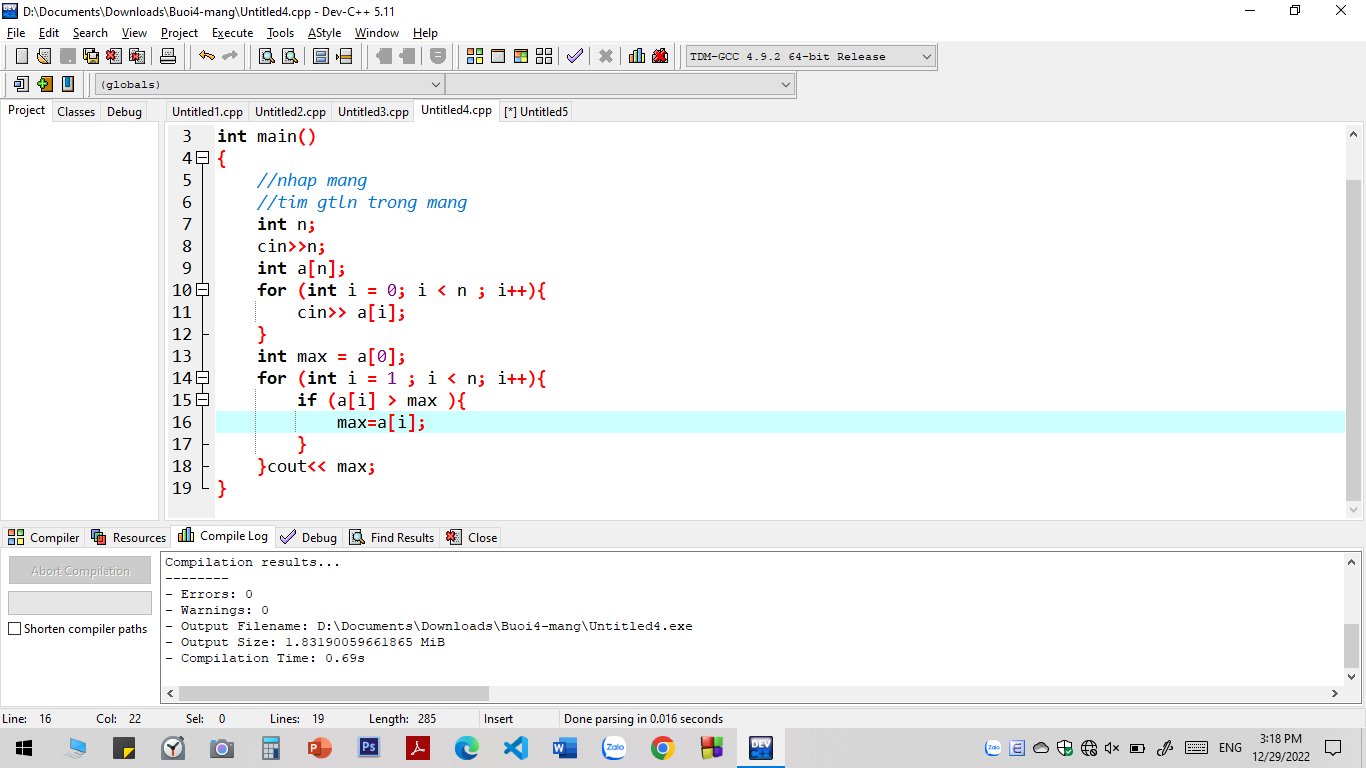 D:\Documents\Downloads\Buoi4-mang\Untitled4.cpp - Dev-C++ 5.11
File Edit Search View Project Execute Tools AStyle Window Help
TDM-GCC 4.9.2 64-bit Release
(globals)
Project Classes Debug Untitled1.cpp Untitled2.cpp Untitled3.cpp Untitled4.cpp [*] Untitled5
3 int main()
4 {
5 //nhap mang
6 //tim gtln trong mang
7 int n;
8 cin>>n;
9 int a[n];
10 for (int i = 0; i < n ; i++){
11 cin>> a[i];
12 }
13 int max = a[0];
14 for (int i = 1 ; i < n; i++){
15 if (a[i] > max ){
16 max=a[i];
17 }
18 }cout<< max;
19 }
Compiler Resources Compile Log Debug Find Results Close
Abort Compilation
Shorten compiler paths
Compilation results...
--------
- Errors: 0
- Warnings: 0
- Output Filename: D:\Documents\Downloads\Buoi4-mang\Untitled4.exe
- Output Size: 1.83190059661865 MiB
- Compilation Time: 0.69s
Line: 16 Col: 22 Sel: 0 Lines: 19 Length: 285 Insert Done parsing in 0.016 seconds
ENG
3:18 PM
12/29/2022